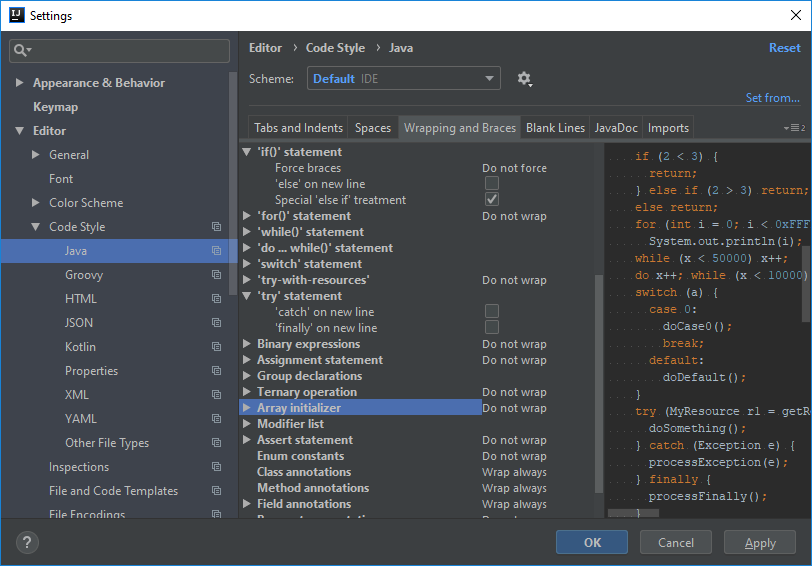 IJ Settings
Editor › Code Style › Java Reset
Scheme: Default IDE
Set from...
Appearance & Behavior
Keymap
Editor
General
Font
Color Scheme
Code Style
Java
Groovy
HTML
JSON
Kotlin
Properties
XML
YAML
Other File Types
Inspections
File and Code Templates
File Encodings
Tabs and Indents Spaces Wrapping and Braces Blank Lines JavaDoc Imports 2
'if()' statement
Force braces Do not force
'else' on new line
Special 'else if' treatment
'for()' statement Do not wrap
'while()' statement
'do ... while()' statement
'switch' statement
'try-with-resources' Do not wrap
'try' statement
'catch' on new line
'finally' on new line
Binary expressions Do not wrap
Assignment statement Do not wrap
Group declarations
Ternary operation Do not wrap
Array initializer Do not wrap
Modifier list
Assert statement Do not wrap
Enum constants Do not wrap
Class annotations Wrap always
Method annotations Wrap always
Field annotations Wrap always
if (2 < 3) {
return;
} else if (2 > 3) return;
else return;
for (int i = 0; i < 0xFFF
System.out.println(i);
while (x < 50000) x++;
do x++; while (x < 10000)
switch (a) {
case 0:
doCase0();
break;
default:
doDefault();
}
try (MyResource r1 = getR
doSomething();
} catch (Exception e) {
processException(e);
} finally {
processFinally();
}
? OK Cancel Apply